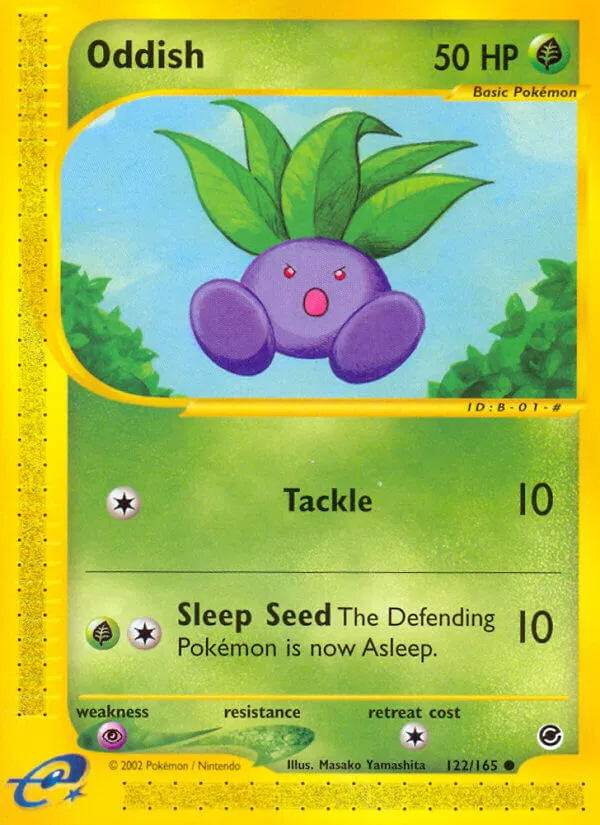 Oddish 50 HP
Basic Pokémon
ID:B-01-#
Tackle 10
Sleep Seed The Defending
Pokémon is now Asleep. 10
weakness resistance retreat cost
© 2002 Pokémon / Nintendo Illus. Masako Yamashita 122/165 ●
e